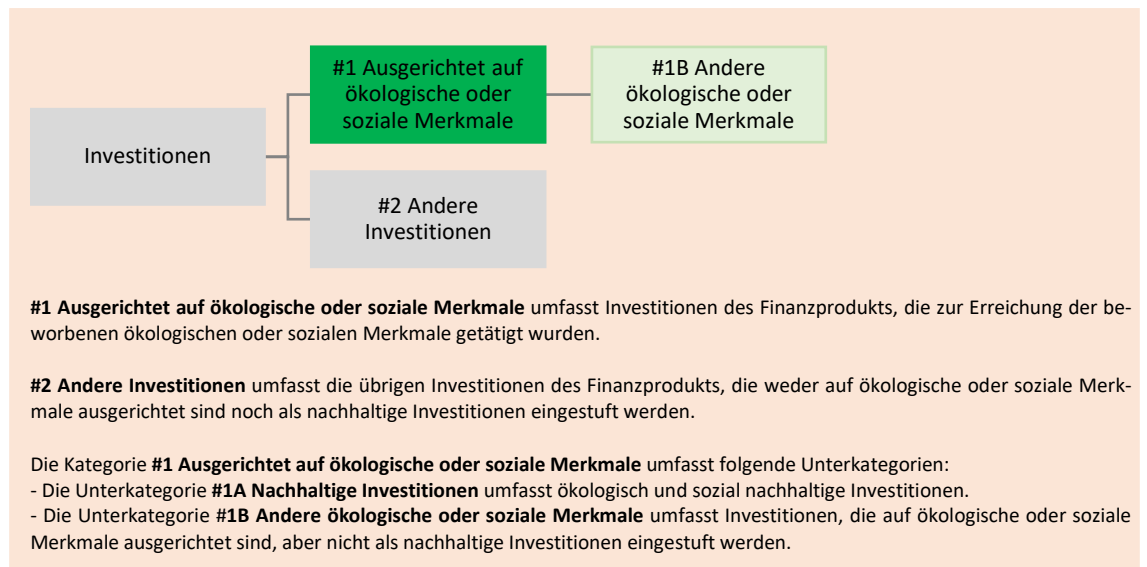 #1 Ausgerichtet auf
ökologische oder
soziale Merkmale
#1B Andere
ökologische oder
soziale Merkmale
Investitionen
#2 Andere
Investitionen
#1 Ausgerichtet auf ökologische oder soziale Merkmale umfasst Investitionen des Finanzprodukts, die zur Erreichung der be-
worbenen ökologischen oder sozialen Merkmale getätigt wurden.
#2 Andere Investitionen umfasst die übrigen Investitionen des Finanzprodukts, die weder auf ökologische oder soziale Merk-
male ausgerichtet sind noch als nachhaltige Investitionen eingestuft werden.
Die Kategorie #1 Ausgerichtet auf ökologische oder soziale Merkmale umfasst folgende Unterkategorien:
- Die Unterkategorie #1A Nachhaltige Investitionen umfasst ökologisch und sozial nachhaltige Investitionen.
- Die Unterkategorie #1B Andere ökologische oder soziale Merkmale umfasst Investitionen, die auf ökologische oder soziale
Merkmale ausgerichtet sind, aber nicht als nachhaltige Investitionen eingestuft werden.